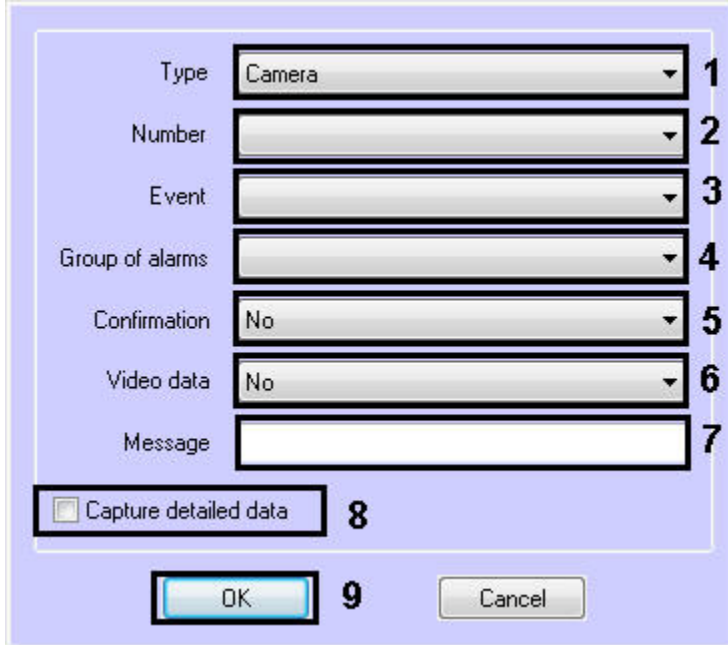 Type Camera 1
Number 2
Event 3
Group of alarms 4
Confirmation No 5
Video data No 6
Message 7
Capture detailed data 8
OK 9 Cancel